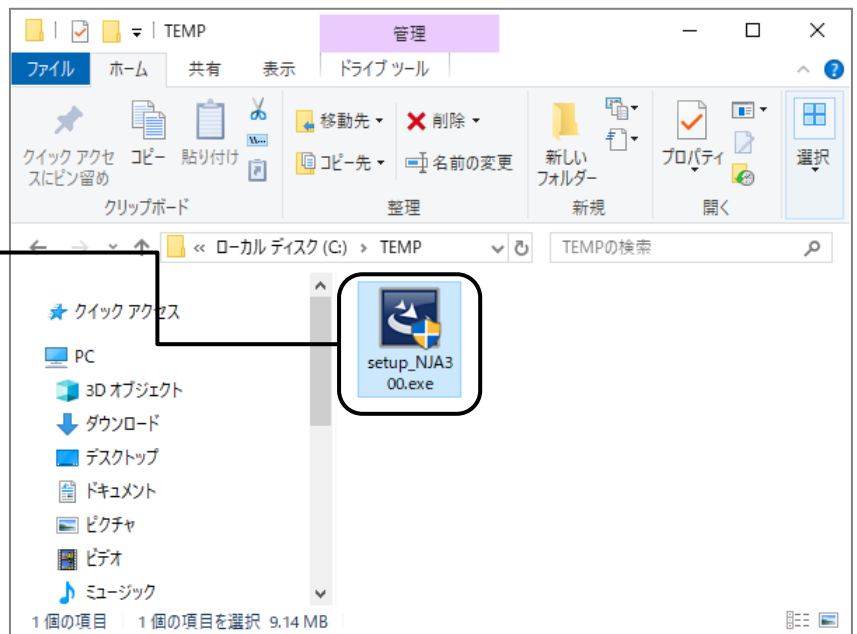 TEMP
管理
ファイル ホーム 共有 表示 ドライブ ツール
クイック アクセ
スにピン留め
コピー
貼り付け
クリップボード
移動先
コピー先
削除
名前の変更
整理
新しい
フォルダー
新規
プロパティ
開く
選択
« ローカル ディスク (C:) › TEMP
TEMPの検索
クイック アクセス
PC
3D オブジェクト
ダウンロード
デスクトップ
ドキュメント
ピクチャ
ビデオ
ミュージック
setup_NJA3
00.exe
1 個の項目 1 個の項目を選択 9.14 MB